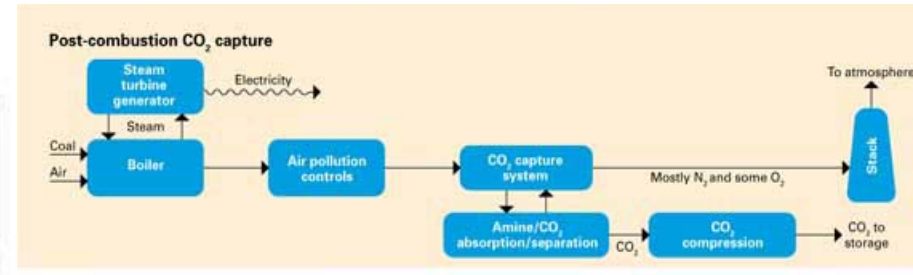 Post-combustion CO₂ capture
Steam
turbine
generator
Electricity
Steam
Coal
Air
Boiler
Air pollution
controls
CO₂ capture
system
Mostly N₂ and some O₂
To atmosphere
Stack
Amine/CO₂
absorption/separation
CO₂
CO₂
compression
CO₂ to
storage